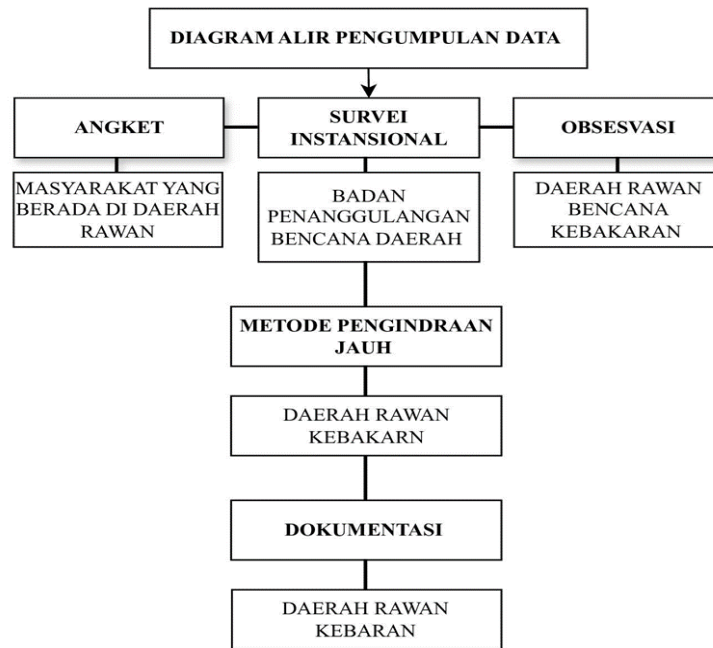 DIAGRAM ALIR PENGUMPULAN DATA
ANGKET
SURVEI
INSTANSIONAL
OBSESVASI
MASYARAKAT YANG
BERADA DI DAERAH
RAWAN
BADAN
PENANGGULANGAN
BENCANA DAERAH
DAERAH RAWAN
BENCANA
KEBAKARAN
METODE PENGINDRAAN
JAUH
DAERAH RAWAN
KEBAKARN
DOKUMENTASI
DAERAH RAWAN
KEBARAN